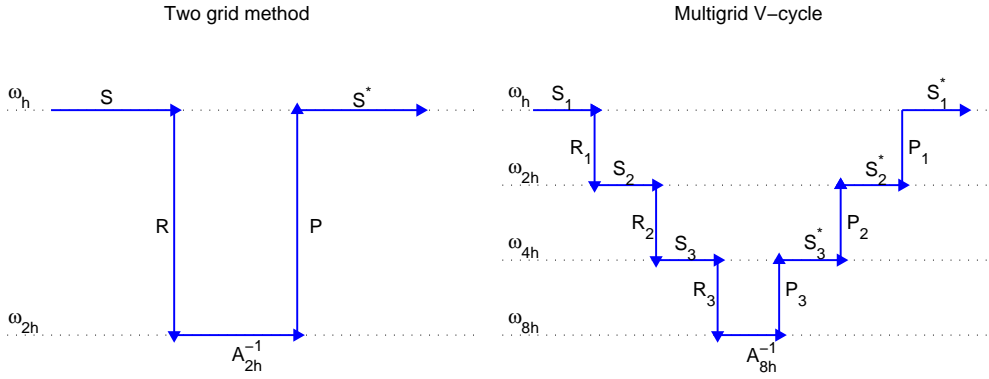 Two grid method
ω_h
S
S^*
R
P
ω_2h
A_2h^−1
Multigrid V−cycle
ω_h
S_1
S_1^*
R_1
P_1
ω_2h
S_2
S_2^*
R_2
P_2
ω_4h
S_3
S_3^*
R_3
P_3
ω_8h
A_8h^−1